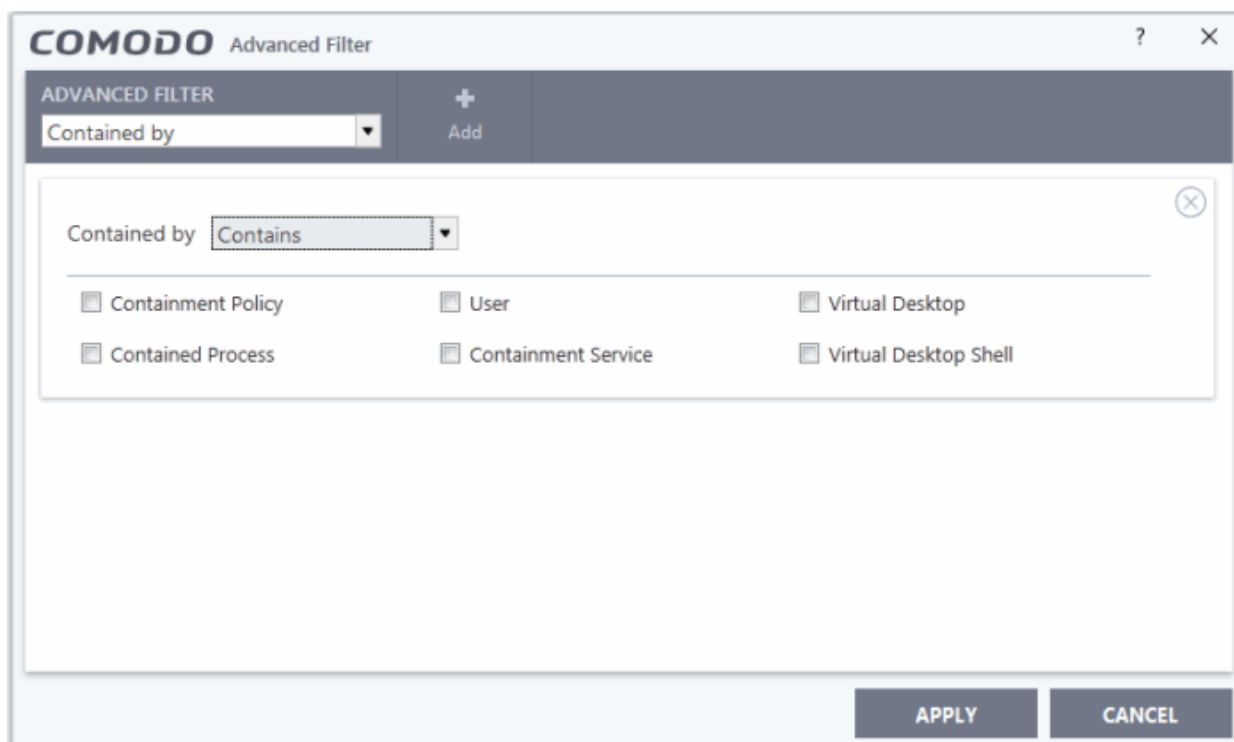 COMODO Advanced Filter ?
ADVANCED FILTER
Contained by
Add
Contained by Contains
Containment Policy User Virtual Desktop
Contained Process Containment Service Virtual Desktop Shell
APPLY CANCEL